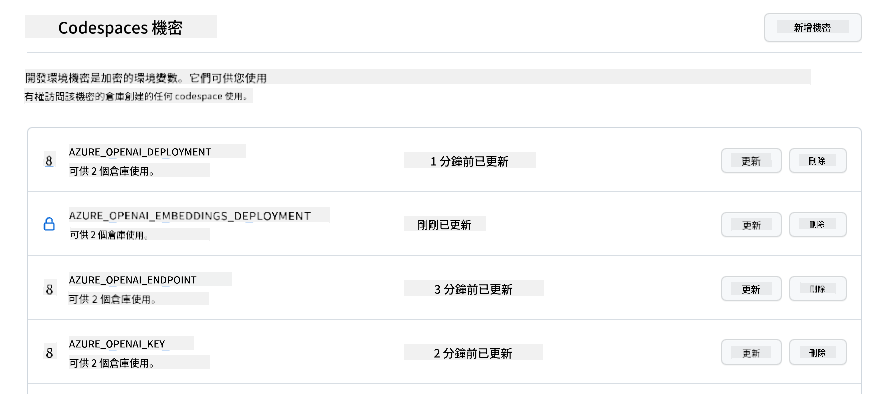 Codespaces 機密
新增機密
開發環境機密是加密的環境變數。它們可供您使用
有權訪問該機密的倉庫創建的任何 codespace 使用。
8 AZURE_OPENAI_DEPLOYMENT
可供 2 個倉庫使用。
1 分鐘前已更新
更新
刪除
AZURE_OPENAI_EMBEDDINGS_DEPLOYMENT
可供 2 個倉庫使用。
剛剛已更新
更新
刪除
8 AZURE_OPENAI_ENDPOINT
可供 2 個倉庫使用。
3 分鐘前已更新
更新
刪除
8 AZURE_OPENAI_KEY
可供 2 個倉庫使用。
2 分鐘前已更新
更新
刪除